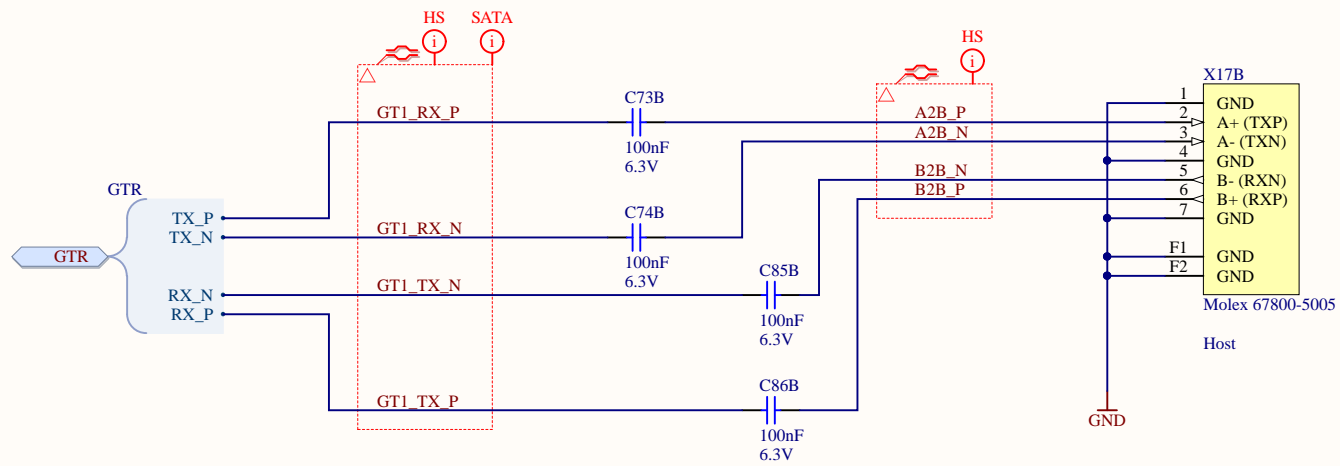 HS
SATA
i
i
HS
i
X17B
GT1_RX_P
C73B
100nF
6.3V
A2B_P
A2B_N
B2B_N
B2B_P
1
GND
2
A+ (TXP)
3
A- (TXN)
4
GND
5
B- (RXN)
6
B+ (RXP)
7
GND
F1
GND
F2
GND
Molex 67800-5005
Host
GTR
TX_P
TX_N
GTR
RX_N
RX_P
GT1_RX_N
C74B
100nF
6.3V
GT1_TX_N
C85B
100nF
6.3V
GT1_TX_P
C86B
100nF
6.3V
GND